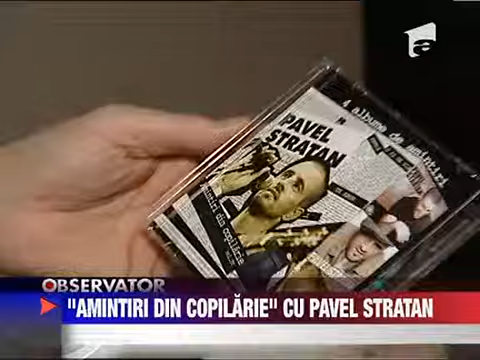 a
4 albume de amintiri
PAVEL
STRATAN
amintiri din copilărie
OBSERVATOR
"AMINTIRI DIN COPILĂRIE" CU PAVEL STRATAN